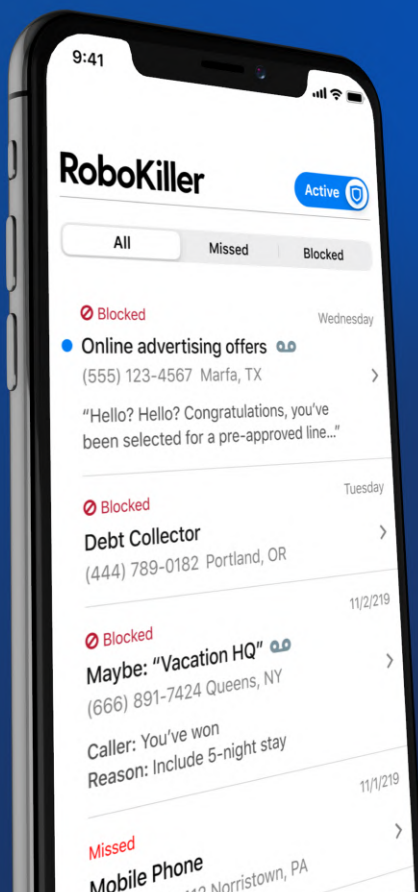 9:41
RoboKiller
Active
All Missed Blocked
Blocked
Wednesday
Online advertising offers
(555) 123-4567 Marfa, TX
“Hello? Hello? Congratulations, you’ve
been selected for a pre-approved line...”
Blocked
Tuesday
Debt Collector
(444) 789-0182 Portland, OR
Blocked
11/2/219
Maybe: “Vacation HQ”
(666) 891-7424 Queens, NY
Caller: You’ve won
Reason: Include 5-night stay
Missed
11/1/219
Mobile Phone
Norristown, PA